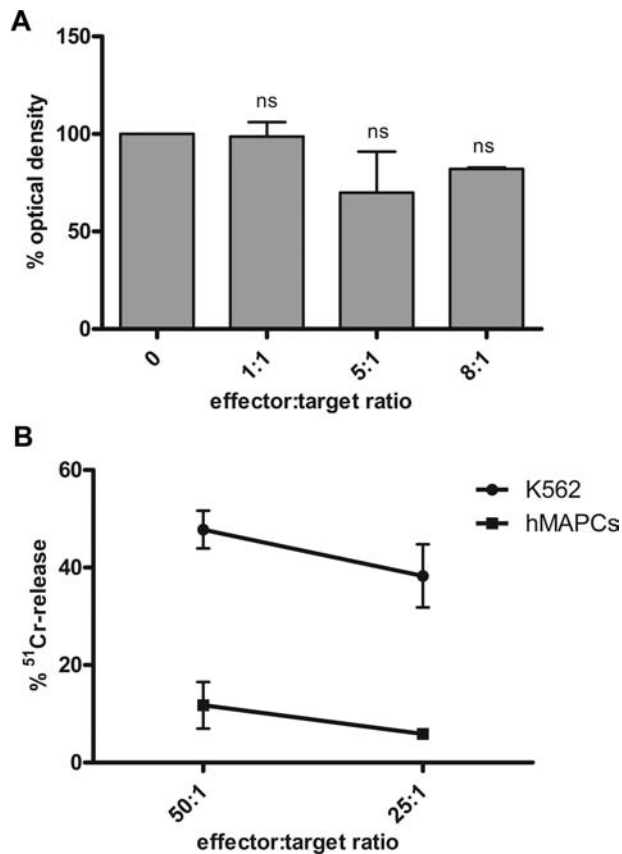 A
150
100
50
0
% optical density
ns
ns
ns
0
1:1
5:1
8:1
effector:target ratio
B
60
40
20
0
% ⁵¹Cr-release
K562
hMAPCs
50:1
25:1
effector:target ratio